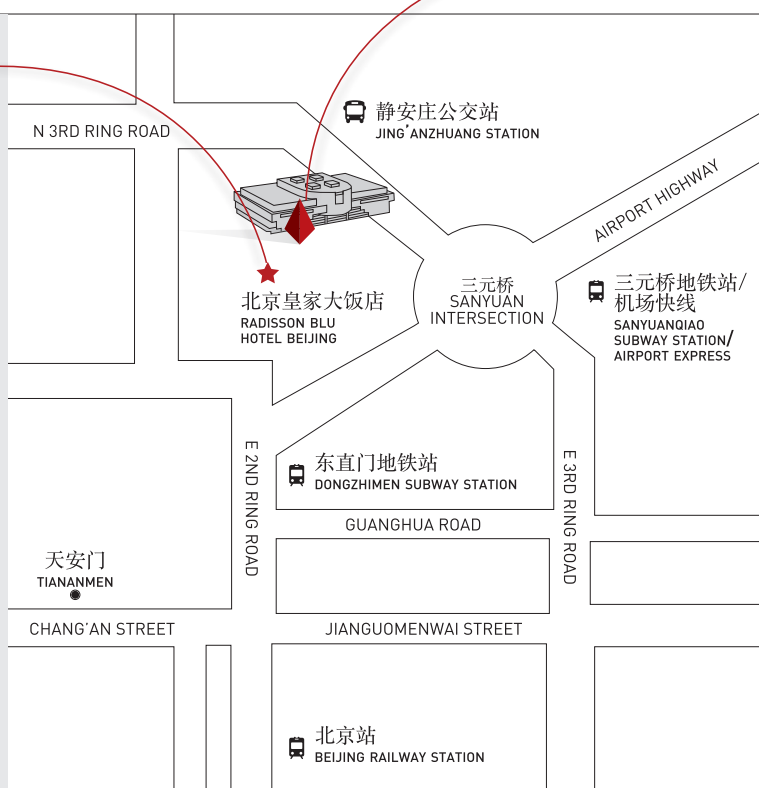 静安庄公交站
JING'ANZHUANG STATION
N 3RD RING ROAD
AIRPORT HIGHWAY
三元桥
SANYUAN
INTERSECTION
三元桥地铁站/
机场快线
SANYUANQIAO
SUBWAY STATION/
AIRPORT EXPRESS
北京皇家大饭店
RADISSON BLU
HOTEL BEIJING
E 2ND RING ROAD
东直门地铁站
DONGZHIMEN SUBWAY STATION
E 3RD RING ROAD
GUANGHUA ROAD
天安门
TIANANMEN
CHANG'AN STREET
JIANGUOMENWAI STREET
北京站
BEIJING RAILWAY STATION